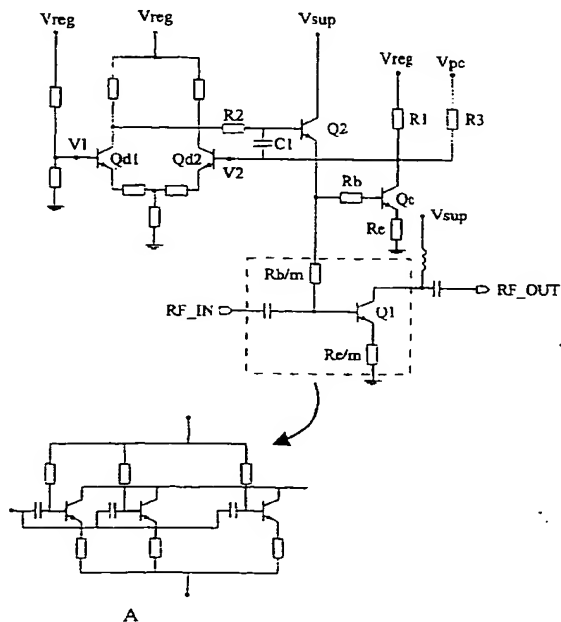 Vreg
Vreg
Vsup
Vreg
Vpc
R2
Q2
R1
R3
V1
Qd1
Qd2
V2
C1
Rb
Qc
Re
Vsup
Rb/m
RF_IN
Q1
RF_OUT
Re/m
A